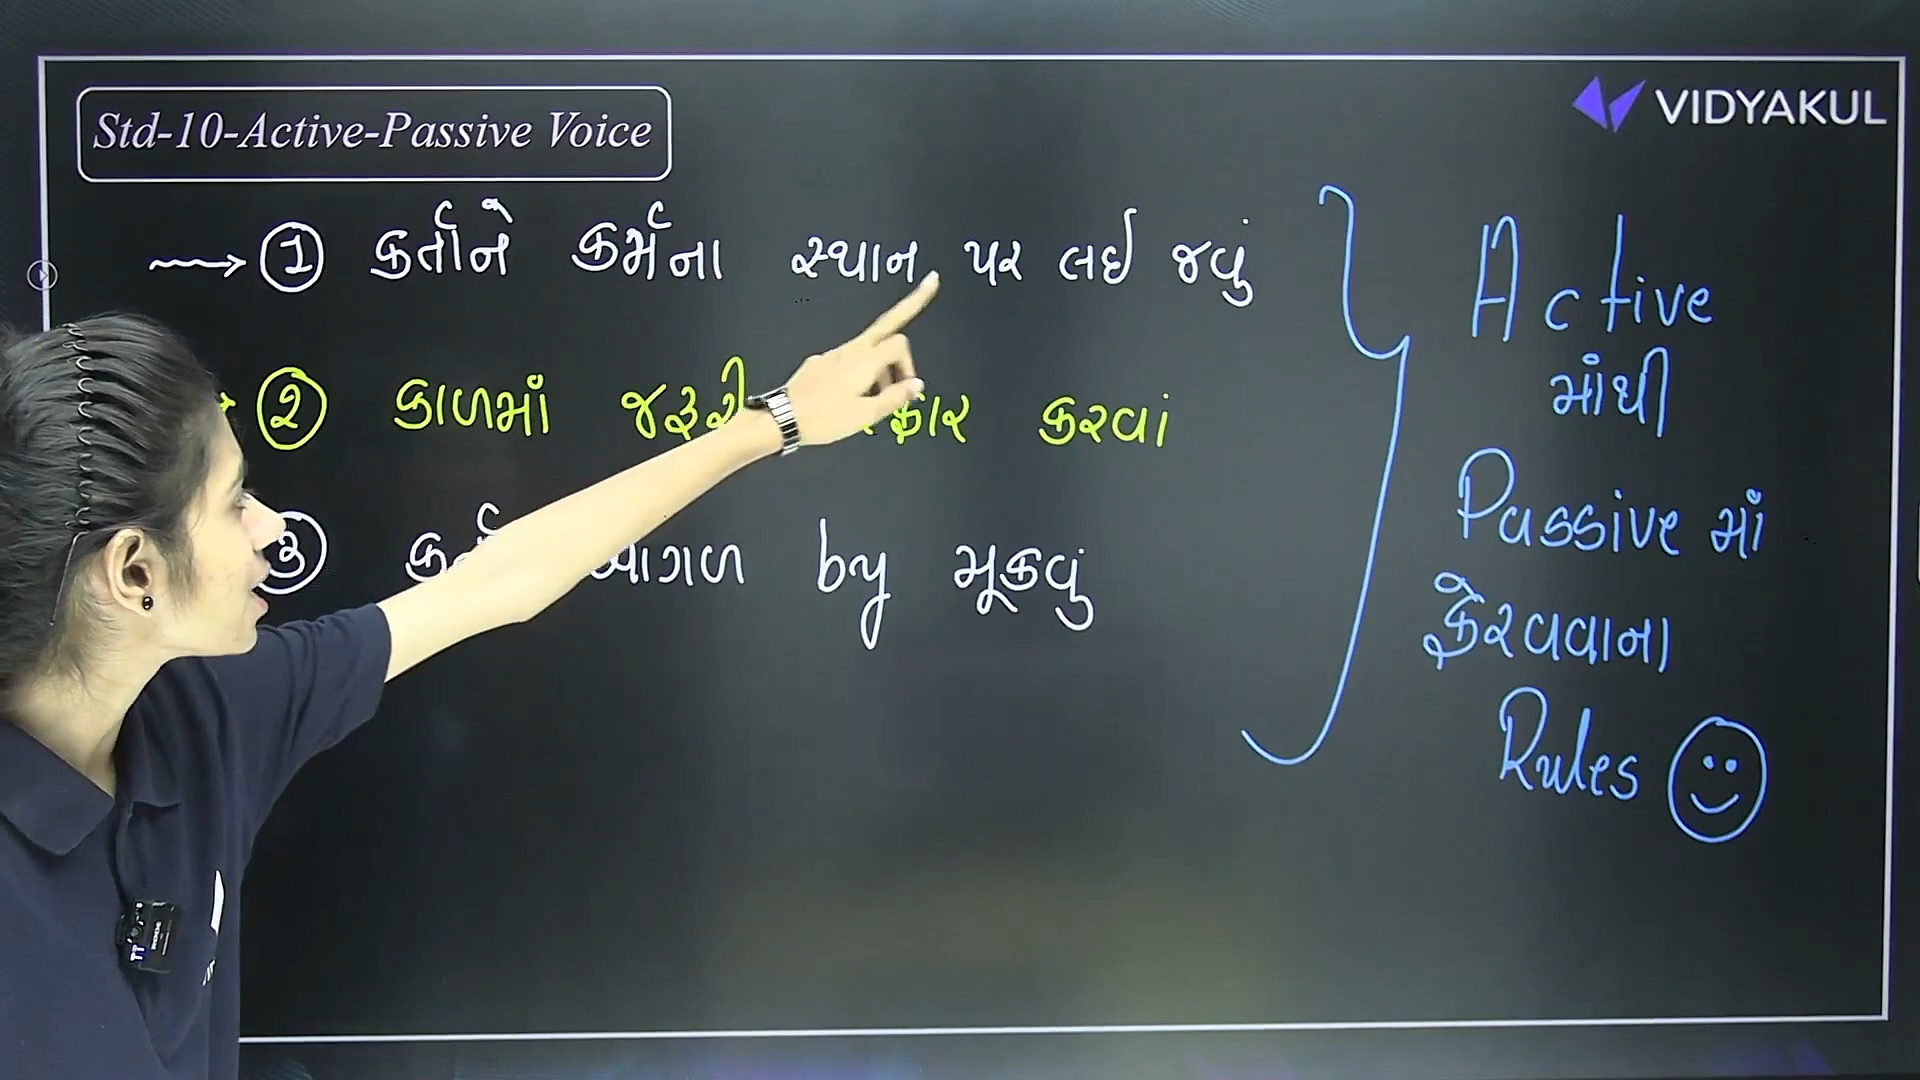 Std-10-Active-Passive Voice
VIDYAKUL
① કર્તાને કર્મના સ્થાન પર લઈ જવું
② કાળમાં જરૂરી કરવાં
③ આગળ by મૂકવું
Active
માંથી
Passive માં
ફેરવવાના
Rules